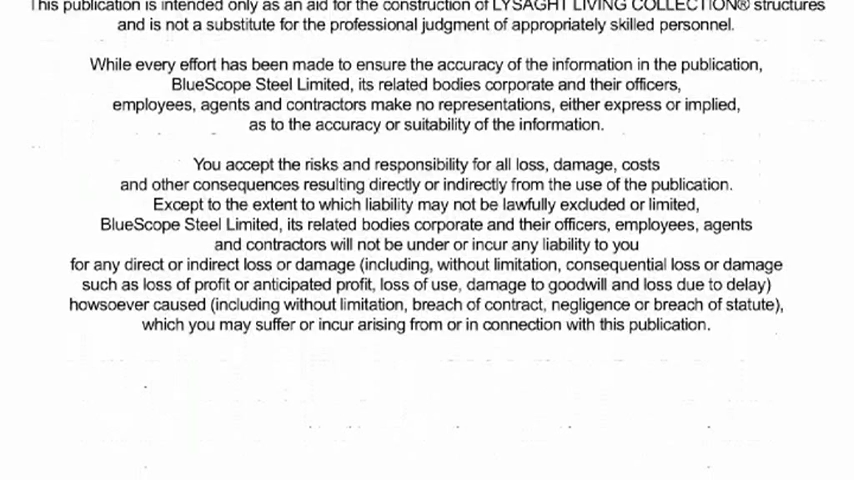 This publication is intended only as an aid for the construction of LYSAGHT LIVING COLLECTION® structures
and is not a substitute for the professional judgment of appropriately skilled personnel.
While every effort has been made to ensure the accuracy of the information in the publication,
BlueScope Steel Limited, its related bodies corporate and their officers,
employees, agents and contractors make no representations, either express or implied,
as to the accuracy or suitability of the information.
You accept the risks and responsibility for all loss, damage, costs
and other consequences resulting directly or indirectly from the use of the publication.
Except to the extent to which liability may not be lawfully excluded or limited,
BlueScope Steel Limited, its related bodies corporate and their officers, employees, agents
and contractors will not be under or incur any liability to you
for any direct or indirect loss or damage (including, without limitation, consequential loss or damage
such as loss of profit or anticipated profit, loss of use, damage to goodwill and loss due to delay)
howsoever caused (including without limitation, breach of contract, negligence or breach of statute),
which you may suffer or incur arising from or in connection with this publication.